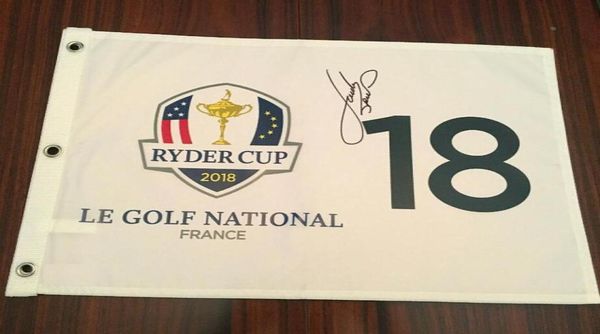 RYDER CUP
2018
LE GOLF NATIONAL
FRANCE
18